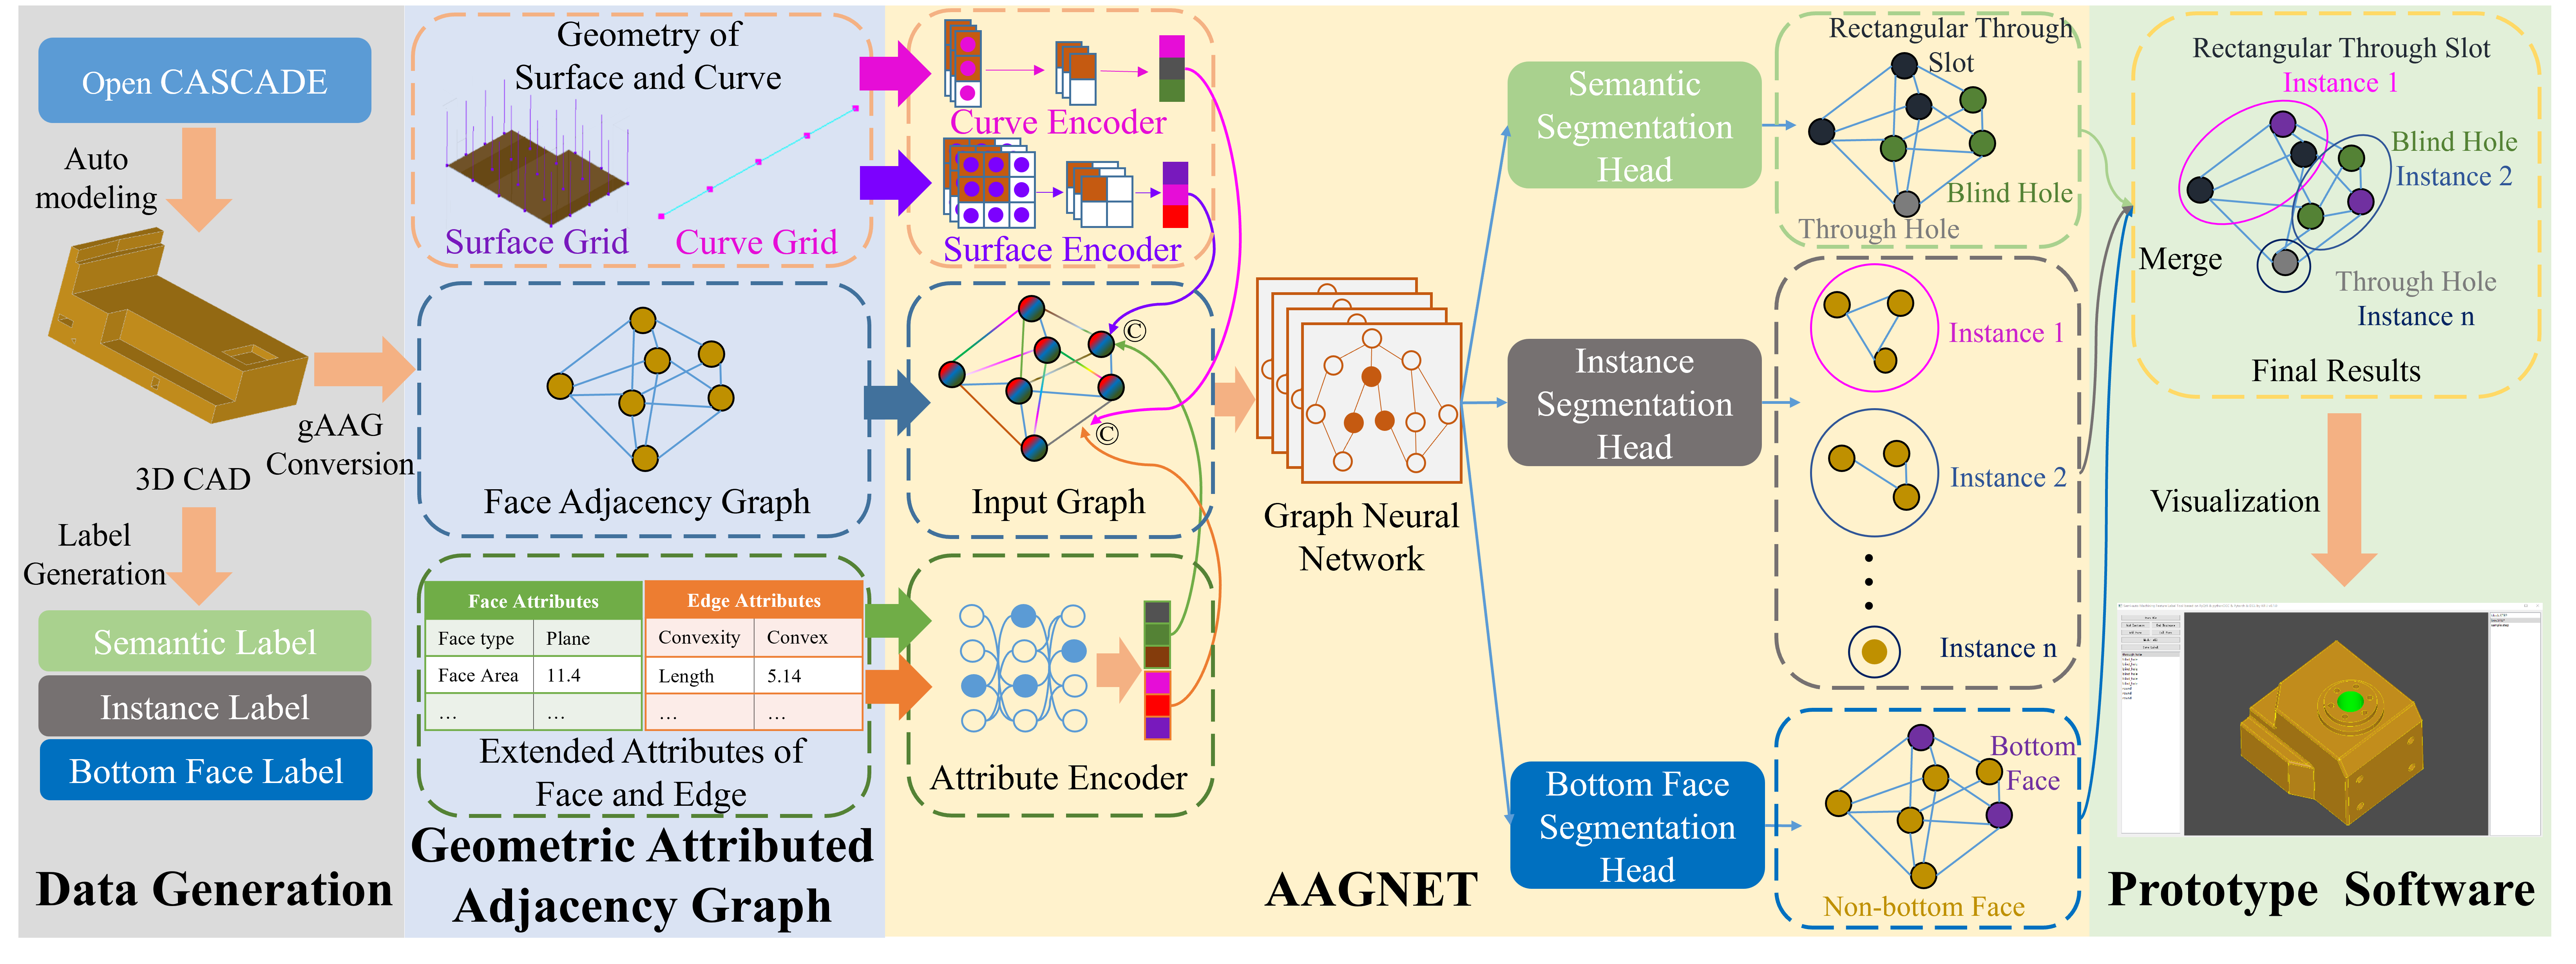 Open CASCADE
Auto
modeling
3D CAD
gAAG
Conversion
Label
Generation
Semantic Label
Instance Label
Bottom Face Label
Data Generation
Geometry of
Surface and Curve
Surface Grid
Curve Grid
Face Adjacency Graph
Face Attributes
Edge Attributes
Face type
Plane
Convexity
Convex
Face Area
11.4
Length
5.14
...
...
...
...
Extended Attributes of
Face and Edge
Geometric Attributed
Adjacency Graph
Curve Encoder
Surface Encoder
©
©
Input Graph
Attribute Encoder
Graph Neural
Network
AAGNET
Semantic
Segmentation
Head
Instance
Segmentation
Head
Bottom Face
Segmentation
Head
Rectangular Through
Slot
Blind Hole
Through Hole
Instance 1
Instance 2
Instance n
Bottom
Face
Non-bottom Face
Rectangular Through Slot
Instance 1
Blind Hole
Instance 2
Merge
Through Hole
Instance n
Final Results
Visualization
Prototype Software